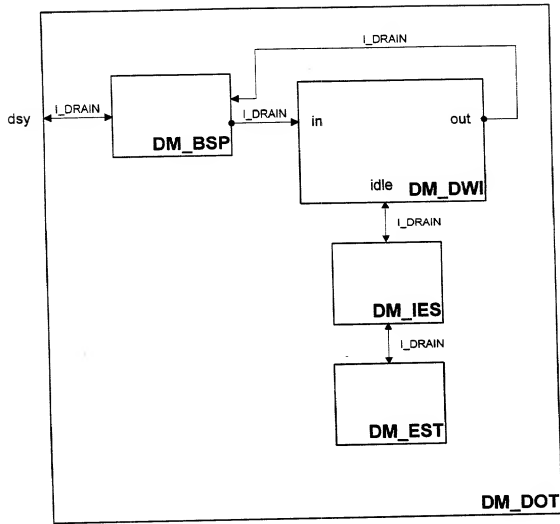 I_DRAIN
dsy
I_DRAIN
I_DRAIN
in
out
DM_BSP
idle
DM_DWI
I_DRAIN
DM_IES
I_DRAIN
DM_EST
DM_DOT